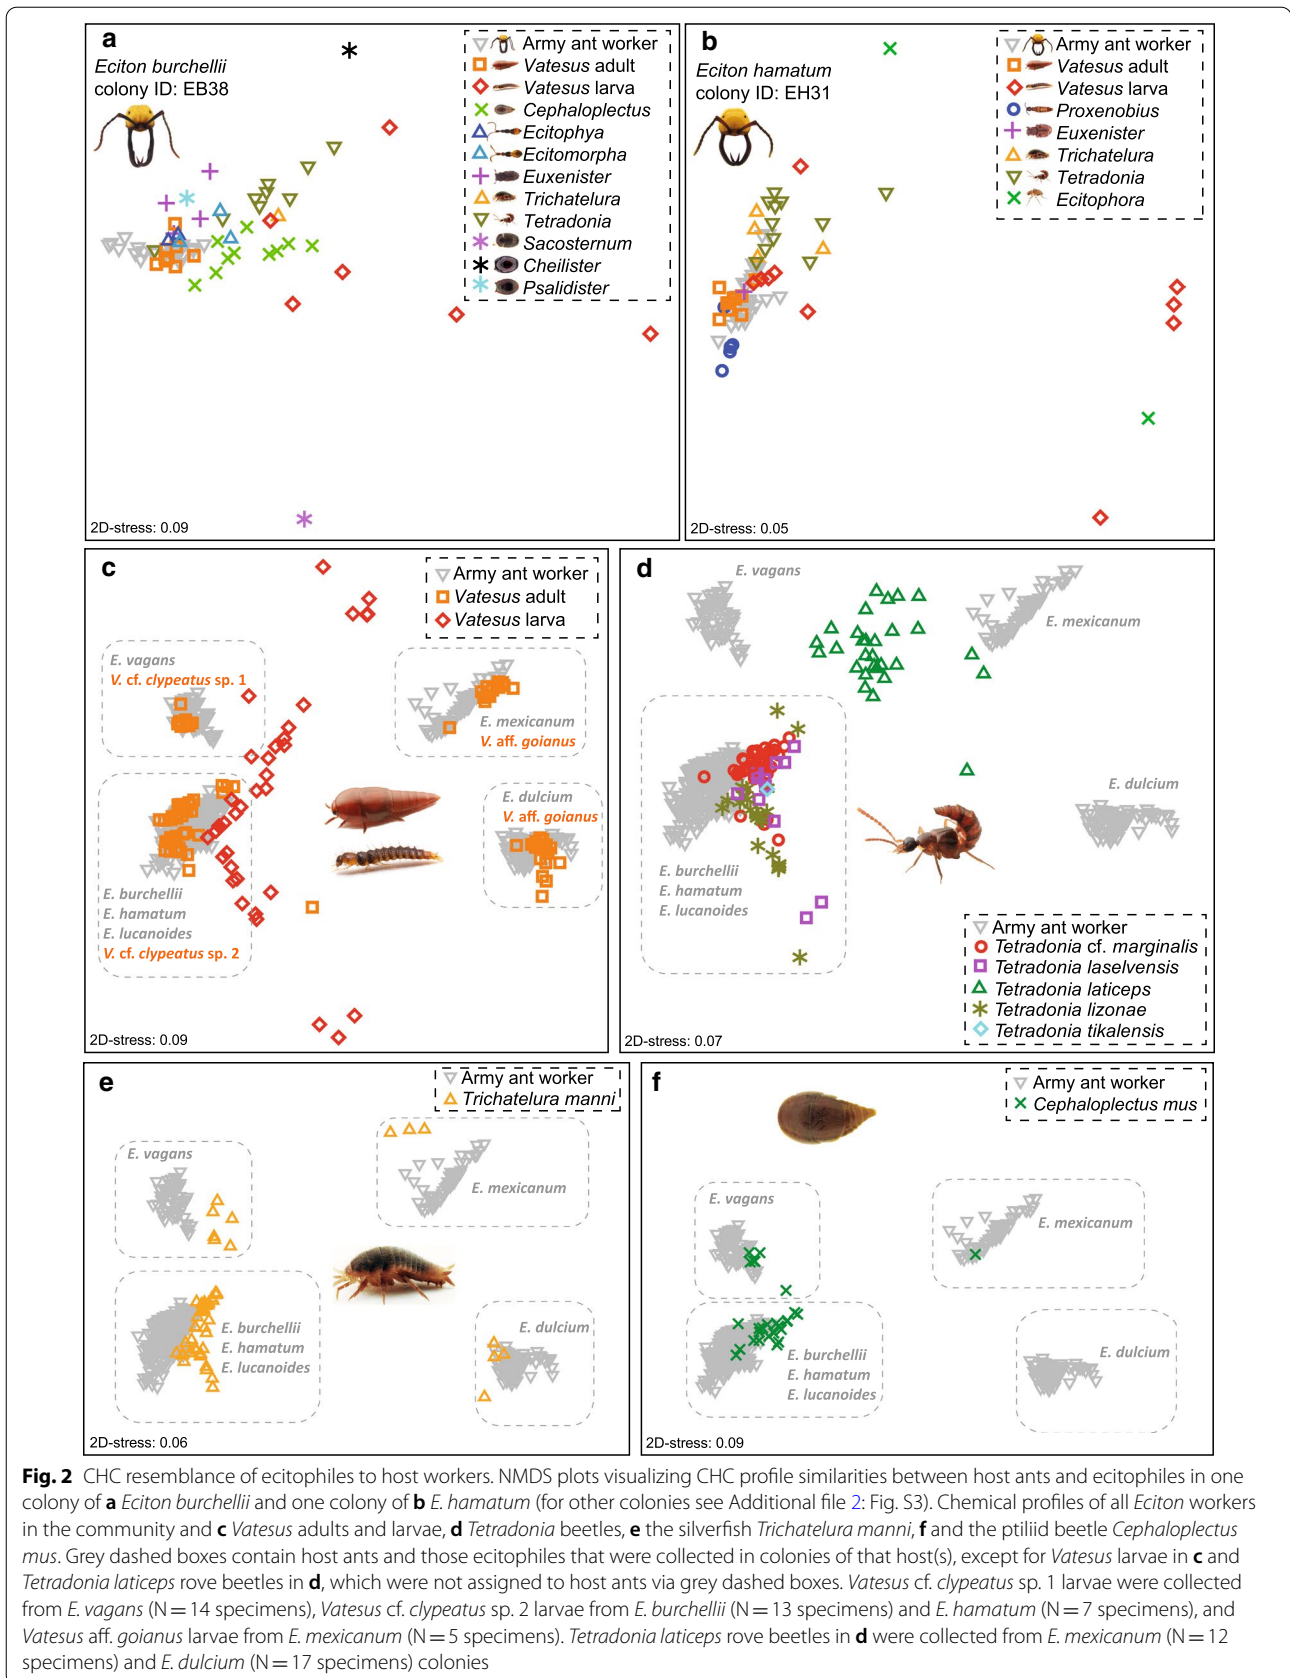 a
Eciton burchellii
colony ID: EB38
Army ant worker
Vatesus adult
Vatesus larva
Cephaloplectus
Ecitophya
Ecitomorpha
Euxenister
Trichatelura
Tetradonia
Sacosternum
Cheilister
Psalidister
2D-stress: 0.09
b
Eciton hamatum
colony ID: EH31
Army ant worker
Vatesus adult
Vatesus larva
Proxenobius
Euxenister
Trichatelura
Tetradonia
Ecitophora
2D-stress: 0.05
c
Army ant worker
Vatesus adult
Vatesus larva
E. vagans
V. cf. clypeatus sp. 1
E. mexicanum
V. aff. goianus
E. dulcium
V. aff. goianus
E. burchellii
E. hamatum
E. lucanoides
V. cf. clypeatus sp. 2
2D-stress: 0.09
d
E. vagans
E. mexicanum
E. dulcium
E. burchellii
E. hamatum
E. lucanoides
Army ant worker
Tetradonia cf. marginalis
Tetradonia laselvensis
Tetradonia laticeps
Tetradonia lizonae
Tetradonia tikalensis
2D-stress: 0.07
e
Army ant worker
Trichatelura manni
E. vagans
E. mexicanum
E. burchellii
E. hamatum
E. lucanoides
E. dulcium
2D-stress: 0.06
f
Army ant worker
Cephaloplectus mus
E. vagans
E. mexicanum
E. burchellii
E. hamatum
E. lucanoides
E. dulcium
2D-stress: 0.09
Fig. 2 CHC resemblance of ecitophiles to host workers. NMDS plots visualizing CHC profile similarities between host ants and ecitophiles in one
colony of a Eciton burchellii and one colony of b E. hamatum (for other colonies see Additional file 2: Fig. S3). Chemical profiles of all Eciton workers
in the community and c Vatesus adults and larvae, d Tetradonia beetles, e the silverfish Trichatelura manni, f and the ptiliid beetle Cephaloplectus
mus. Grey dashed boxes contain host ants and those ecitophiles that were collected in colonies of that host(s), except for Vatesus larvae in c and
Tetradonia laticeps rove beetles in d, which were not assigned to host ants via grey dashed boxes. Vatesus cf. clypeatus sp. 1 larvae were collected
from E. vagans (N = 14 specimens), Vatesus cf. clypeatus sp. 2 larvae from E. burchellii (N = 13 specimens) and E. hamatum (N = 7 specimens), and
Vatesus aff. goianus larvae from E. mexicanum (N = 5 specimens). Tetradonia laticeps rove beetles in d were collected from E. mexicanum (N = 12
specimens) and E. dulcium (N = 17 specimens) colonies